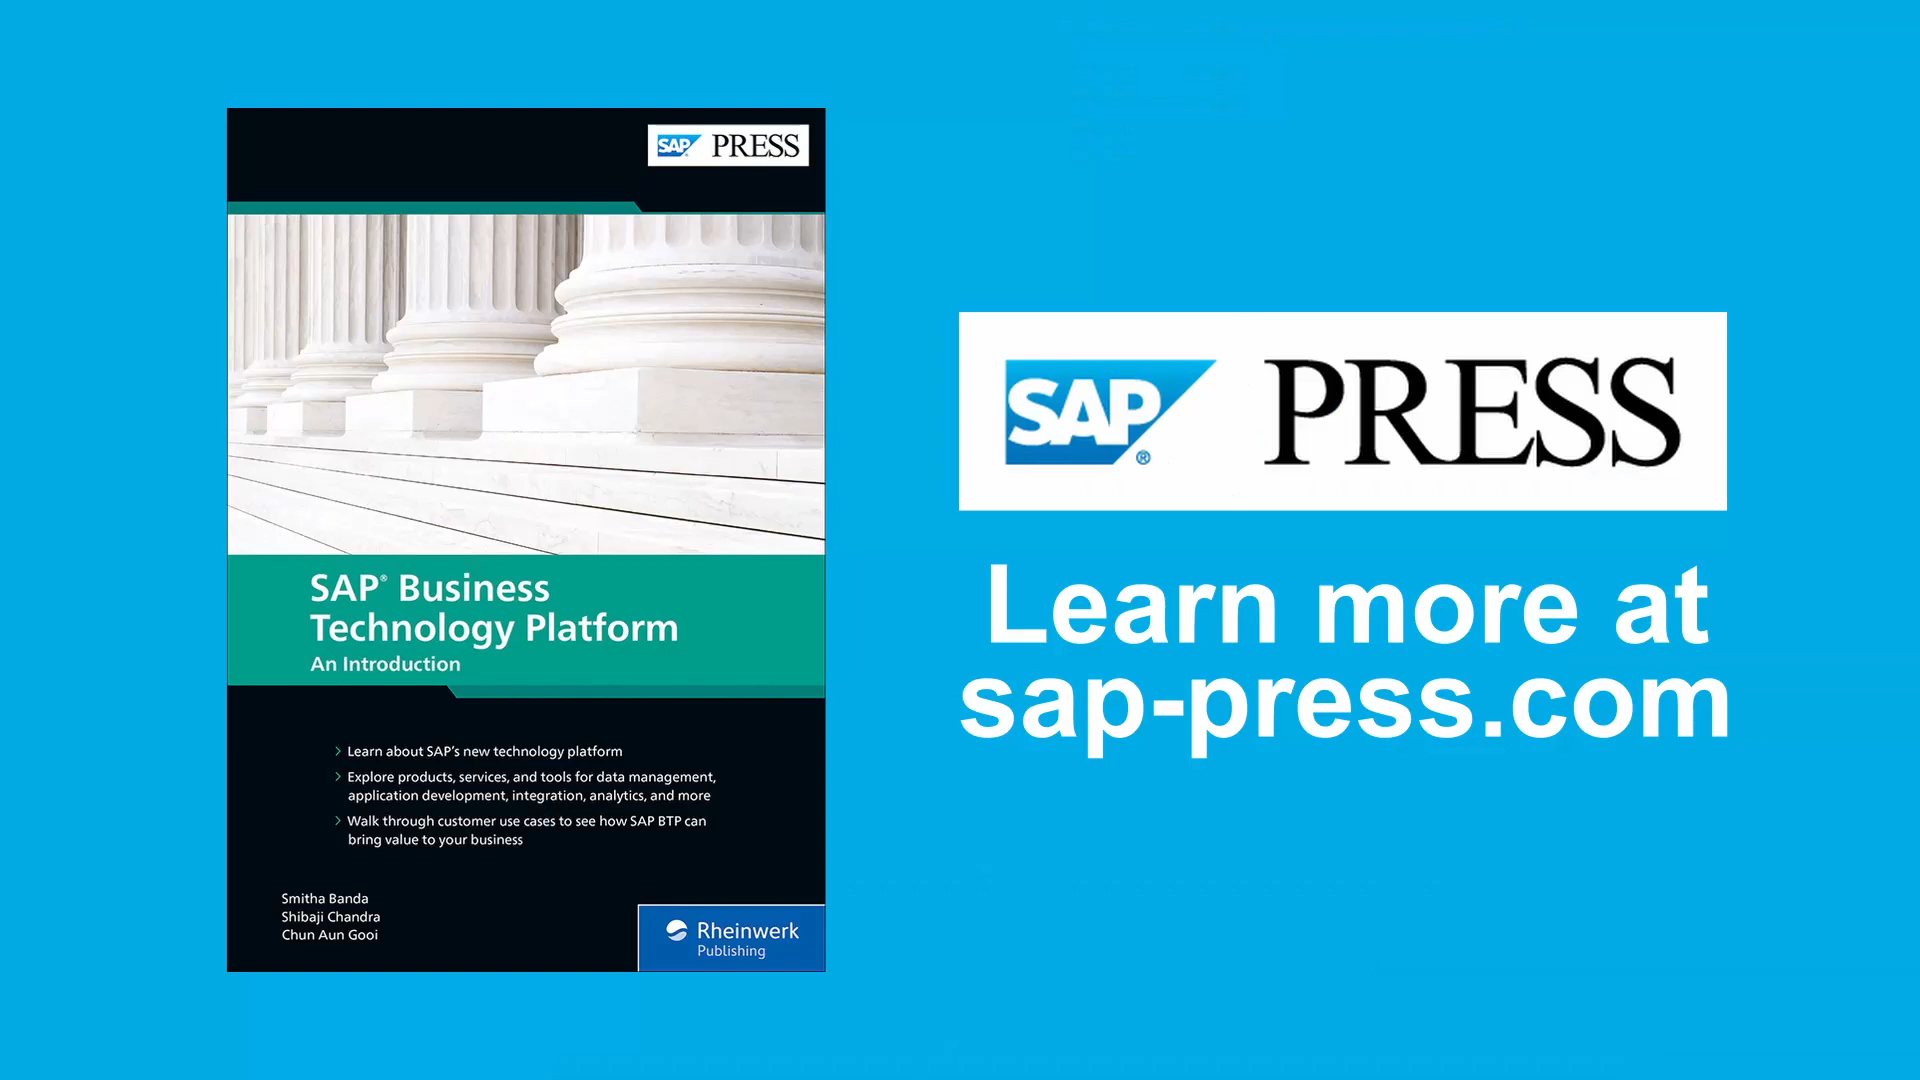 SAP PRESS
SAP® Business
Technology Platform
An Introduction
> Learn about SAP's new technology platform
> Explore products, services, and tools for data management,
application development, integration, analytics, and more
> Walk through customer use cases to see how SAP BTP can
bring value to your business
Smitha Banda
Shibaji Chandra
Chun Aun Gooi
Rheinwerk
Publishing
SAP® PRESS
Learn more at
sap-press.com